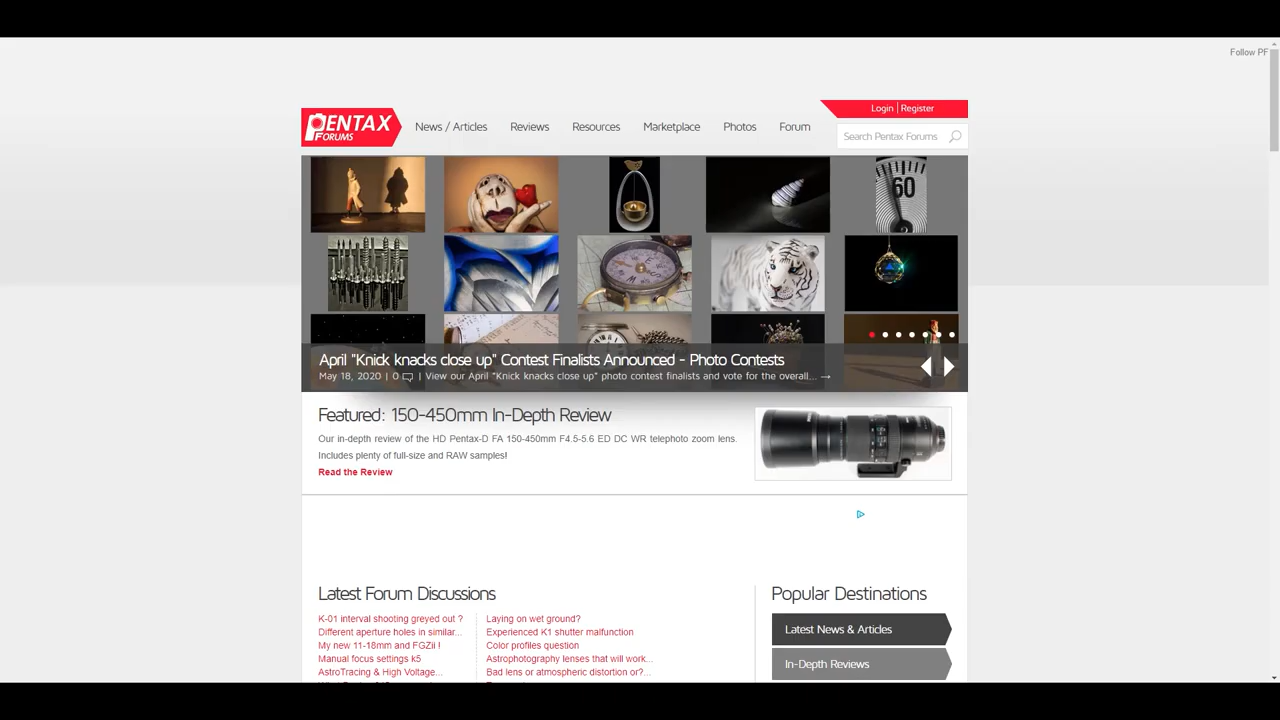 Follow PF
Login | Register
PENTAX
FORUMS
News / Articles Reviews Resources Marketplace Photos Forum
Search Pentax Forums
60
April "Knick knacks close up" Contest Finalists Announced - Photo Contests
May 18, 2020 | 0 | View our April "Knick knacks close up" photo contest finalists and vote for the overall... →
Featured: 150-450mm In-Depth Review
Our in-depth review of the HD Pentax-D FA 150-450mm F4.5-5.6 ED DC WR telephoto zoom lens.
Includes plenty of full-size and RAW samples!
Read the Review
Latest Forum Discussions
K-01 interval shooting greyed out ?
Different aperture holes in similar...
My new 11-18mm and FGZii !
Manual focus settings k5
AstroTracing & High Voltage...
Laying on wet ground?
Experienced K1 shutter malfunction
Color profiles question
Astrophotography lenses that will work...
Bad lens or atmospheric distortion or?...
Popular Destinations
Latest News & Articles
In-Depth Reviews